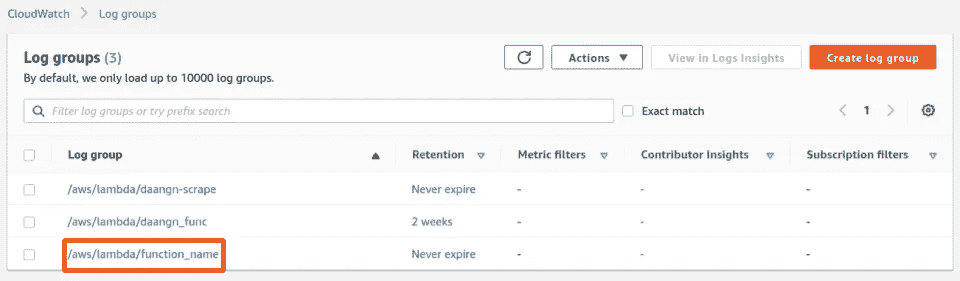 CloudWatch > Log groups
Log groups (3)
By default, we only load up to 10000 log groups.
Actions ▼
View in Logs Insights
Create log group
Filter log groups or try prefix search
Exact match
< 1 >
Log group ▲ Retention ▽ Metric filters ▽ Contributor Insights ▽ Subscription filters ▽
/aws/lambda/daangn-scrape Never expire - - -
/aws/lambda/daangn_func 2 weeks - - -
/aws/lambda/function_name Never expire - - -